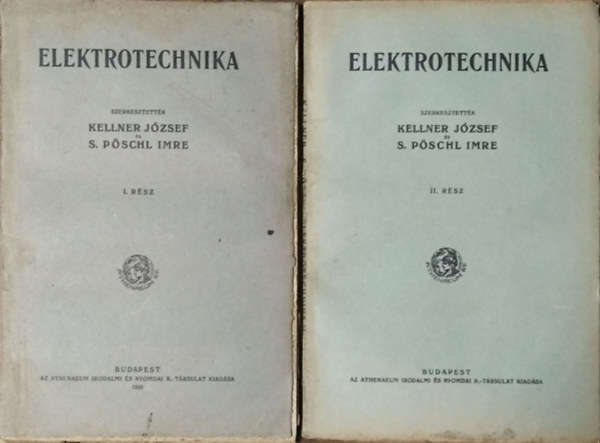 ELEKTROTECHNIKA
SZERKESZTETTÉK
KELLNER JÓZSEF
ÉS
S. PÖSCHL IMRE
I. RÉSZ
BUDAPEST
AZ ATHENAEUM IRODALMI ÉS NYOMDAI R.-TÁRSULAT KIADÁSA
ELEKTROTECHNIKA
SZERKESZTETTÉK
KELLNER JÓZSEF
ÉS
S. PÖSCHL IMRE
II. RÉSZ
BUDAPEST
AZ ATHENAEUM IRODALMI ÉS NYOMDAI R.-TÁRSULAT KIADÁSA